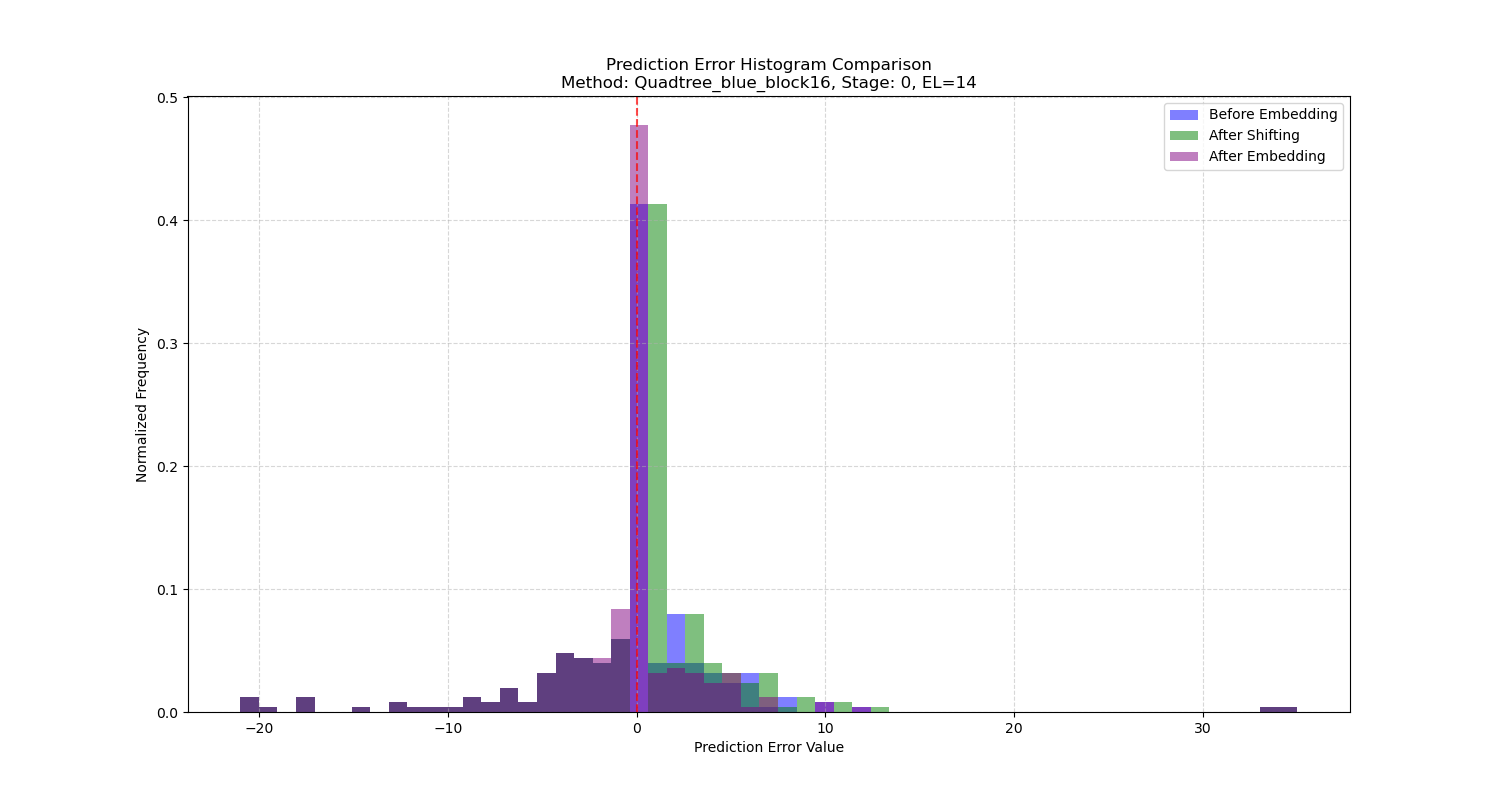 Prediction Error Histogram Comparison
Method: Quadtree_blue_block16, Stage: 0, EL=14
Before Embedding
After Shifting
After Embedding
Normalized Frequency
0.5
0.4
0.3
0.2
0.1
0.0
−20
−10
0
10
20
30
Prediction Error Value